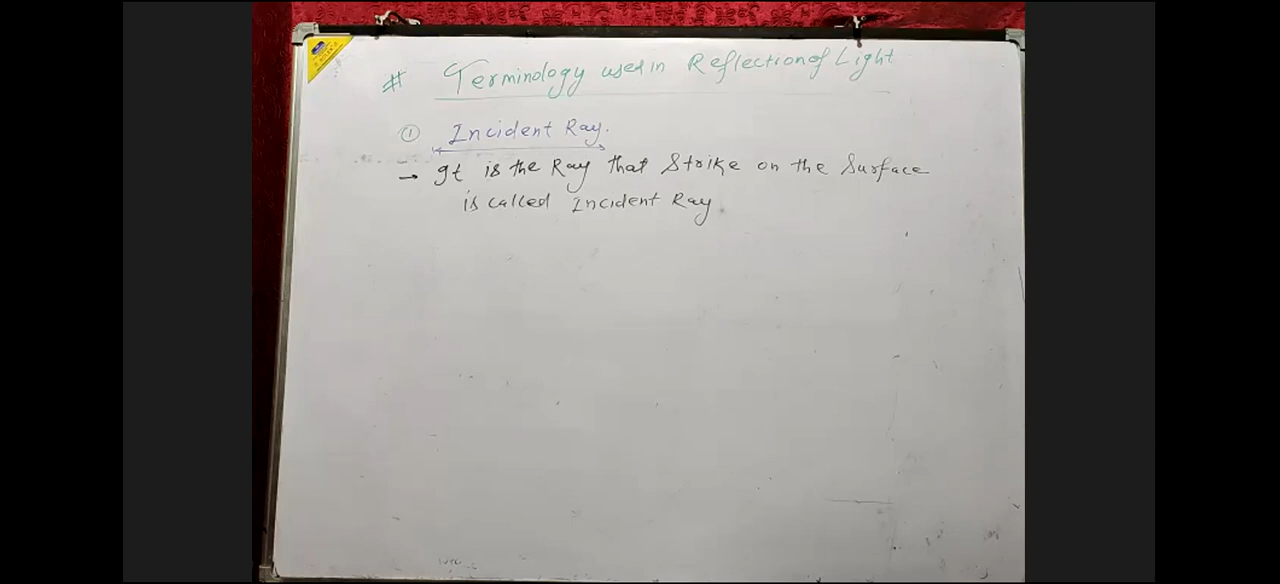 # Terminology used in Reflection of Light
① Incident Ray.
→ It is the Ray that Strike on the Surface
is called Incident Ray.